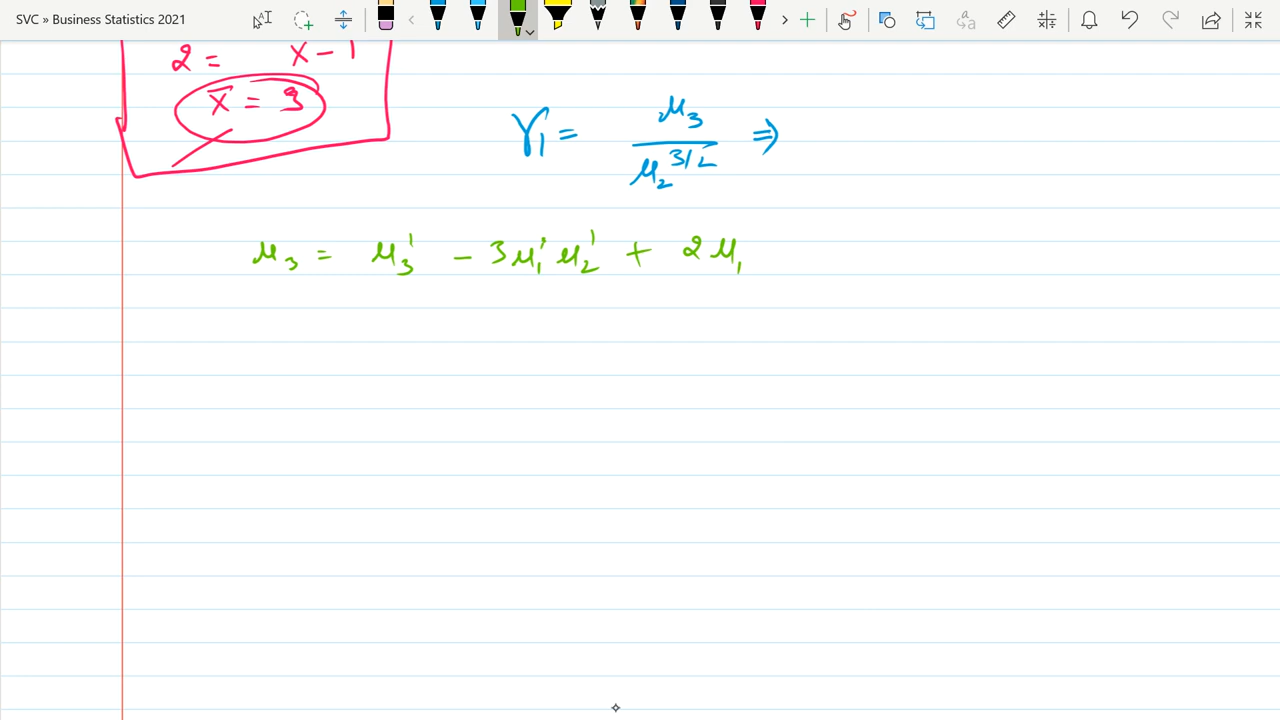 SVC » Business Statistics 2021
2 = x - 1
x̄ = 3
γ₁ = μ₃ / μ₂^3/2 ⇒
μ₃ = μ₃' - 3μ₁'μ₂' + 2μ₁